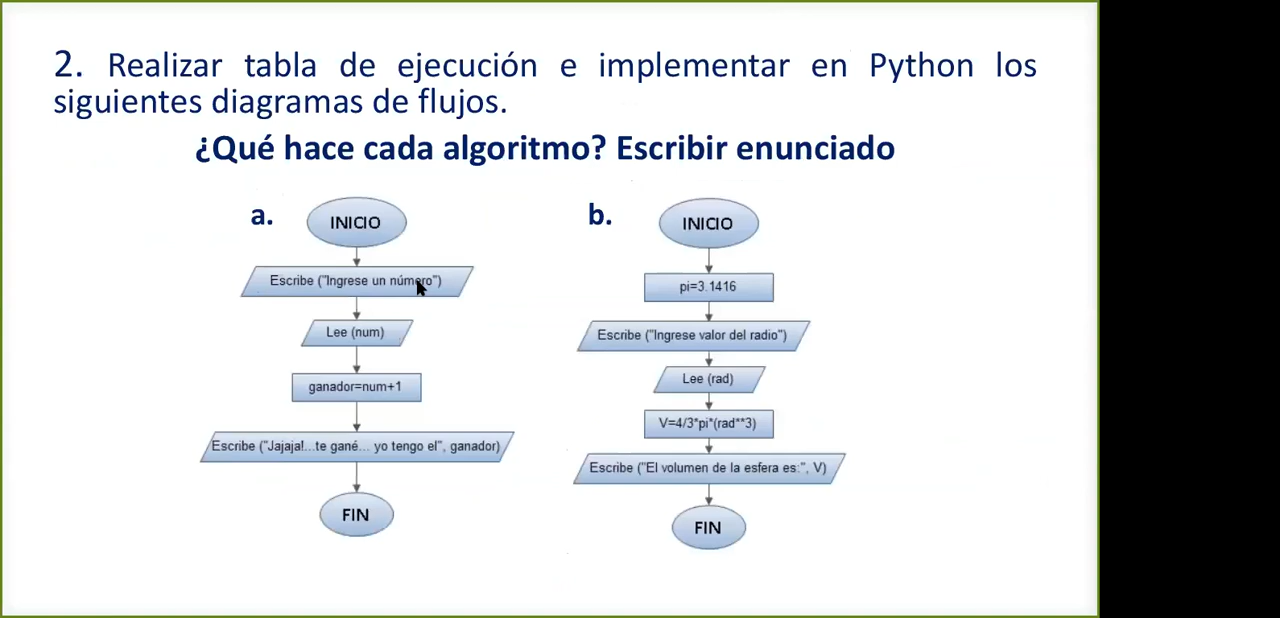 2. Realizar tabla de ejecución e implementar en Python los
siguientes diagramas de flujos.
¿Qué hace cada algoritmo? Escribir enunciado
a.
INICIO
Escribe ("Ingrese un número")
Lee (num)
ganador=num+1
Escribe ("Jajaja!...te gané... yo tengo el", ganador)
FIN
b.
INICIO
pi=3.1416
Escribe ("Ingrese valor del radio")
Lee (rad)
V=4/3*pi*(rad**3)
Escribe ("El volumen de la esfera es:", V)
FIN